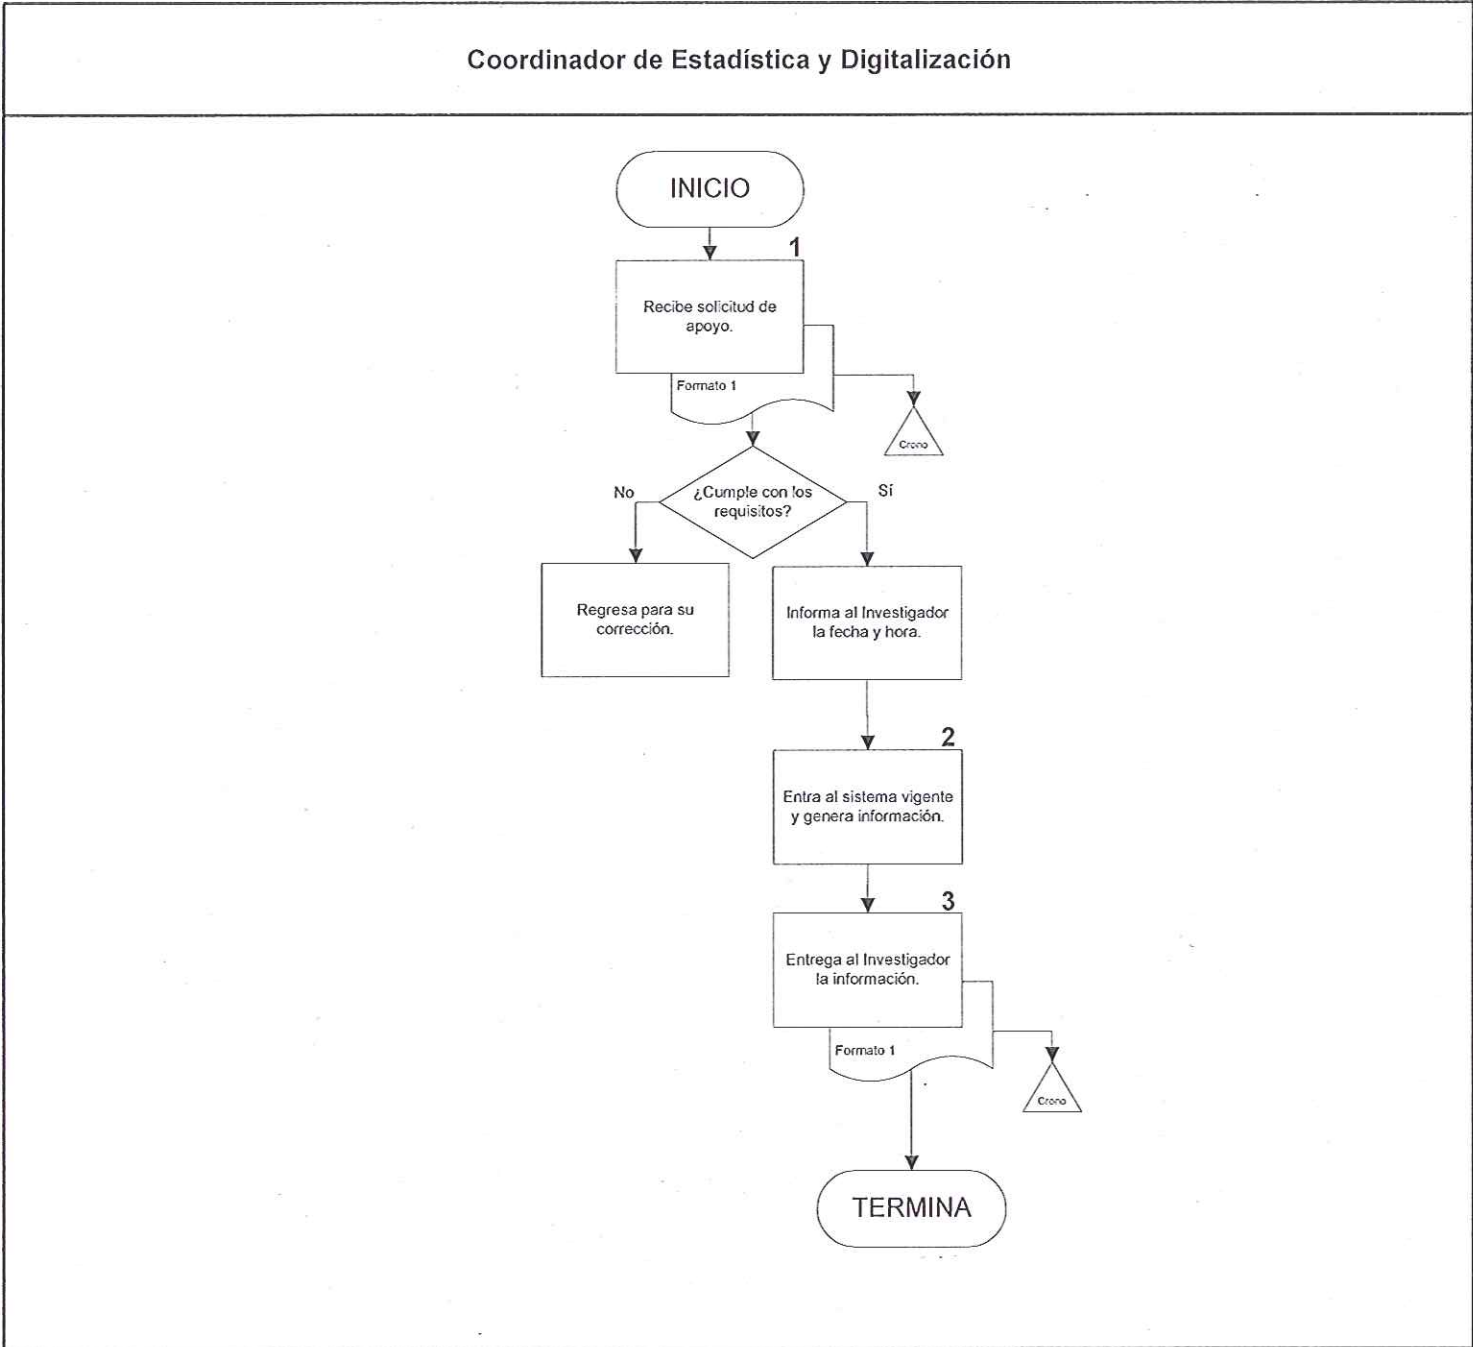 Coordinador de Estadística y Digitalización
INICIO
1
Recibe solicitud de
apoyo.
Formato 1
Crono
¿Cumple con los
requisitos?
No
Sí
Regresa para su
corrección.
Informa al Investigador
la fecha y hora.
2
Entra al sistema vigente
y genera información.
3
Entrega al Investigador
la información.
Formato 1
Crono
TERMINA